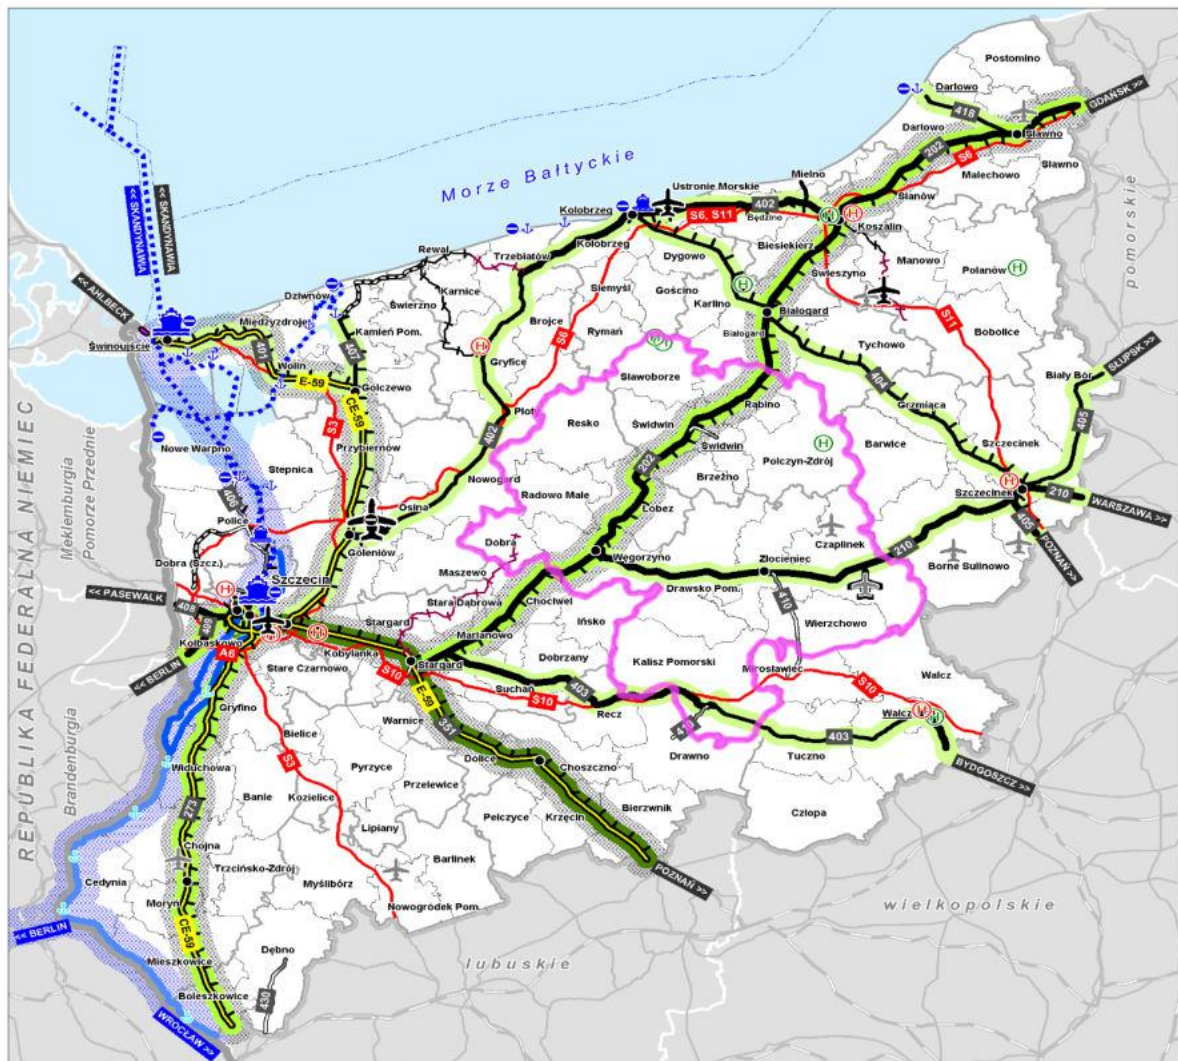 Postomino
Darłowo
GDAŃSK >>
418
Darłowo
Sławno
202
S6
Sławno
Malechowo
Morze Bałtyckie
pomorskie
Mielno
Ustronie Morskie
402
Sianów
Kołobrzeg
S6, S11
Będzino
Koszalin
<< SKANDYNAWIA
<< SKANDYNAWIA
Rewal
Trzebiatów
Kołobrzeg
Dygowo
Biesiekierz
Manowo
Polanów
Świeszyno
<< AHLBECK
Dziwnów
Świerzno
Karnice
Siemyśl
Gościno
Karlino
Białogard
S11
Międzyzdroje
Kamień Pom.
Brojce
Rymań
Białogard
Bobolice
Świnoujście
401
Wolin
407
S6
Tychowo
SŁUPSK >>
Gryfice
E-59
Golczewo
Sławoborze
404
Biały Bór
Rąbino
CE-59
Płoty
Resko
Grzmiąca
405
S3
402
Świdwin
Barwice
Szczecinek
Nowe Warpno
Przybiernów
202
Świdwin
Połczyn-Zdrój
Stepnica
Nowogard
Radowo Małe
Brzeżno
Szczecinek
210
WARSZAWA >>
406
Osina
Łobez
405
Police
Goleniów
Dobra
Czaplinek
210
POZNAŃ >>
Dobra (Szcz.)
Węgorzyno
Złocieniec
Borne Sulinowo
Szczecin
Maszewo
Drawsko Pom.
<< PASEWALK
408
Stara Dąbrowa
Chociwel
410
409
Stargard
Ińsko
Wierzchowo
Kołbaskowo
Marianowo
A6
Kobylanka
Dobrzany
Kalisz Pomorski
<< BERLIN
Stare Czarnowo
S10
Stargard
Mirosławiec
Wałcz
E-59
Suchań
403
S10
Gryfino
S10
Recz
Wałcz
Warnice
Bielice
351
403
Drawno
Widuchowa
S3
Dolice
Tuczno
Pyrzyce
Choszczno
BYDGOSZCZ >>
Banie
Kozielice
Przelewice
273
Bierzwnik
Człopa
Lipiany
Pełczyce
Krzęcin
Chojna
Trzcińsko-Zdrój
Barlinek
POZNAŃ >>
Cedynia
Myślibórz
Moryń
Nowogródek Pom.
wielkopolskie
<< BERLIN
CE-59
Dębno
Mieszkowice
lubuskie
Boleszkowice
430
WROCŁAW >>
REPUBLIKA FEDERALNA NIEMIEC
Meklemburgia
Pomorze Przednie
Brandenburgia